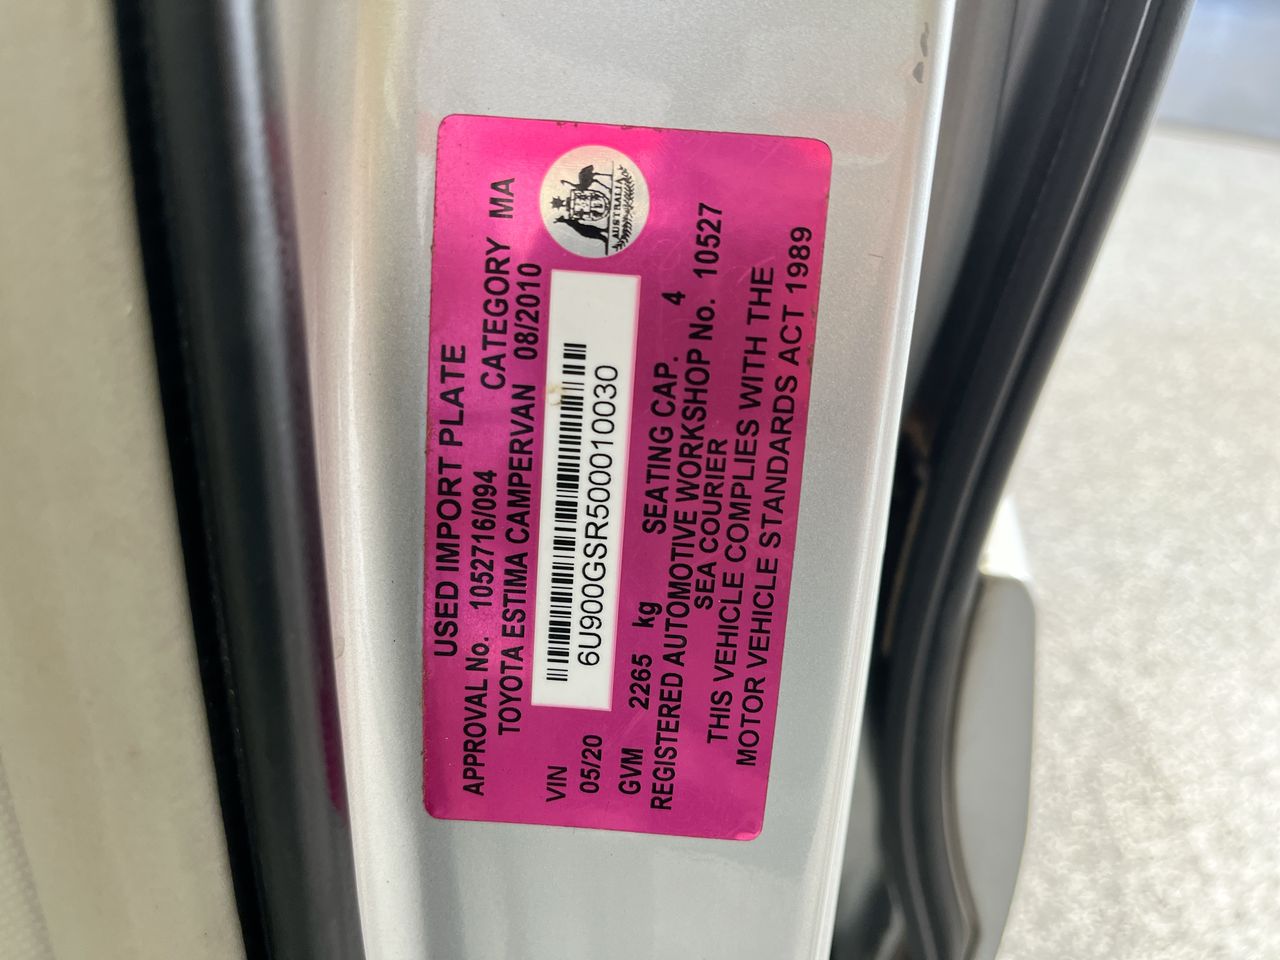 USED IMPORT PLATE
APPROVAL No. 1052716/094 CATEGORY MA
TOYOTA ESTIMA CAMPERVAN 08/2010
AUSTRALIA
VIN
05/20
6U900GSR500010030
GVM 2265 kg SEATING CAP. 4
REGISTERED AUTOMOTIVE WORKSHOP No. 10527
SEA COURIER
THIS VEHICLE COMPLIES WITH THE
MOTOR VEHICLE STANDARDS ACT 1989